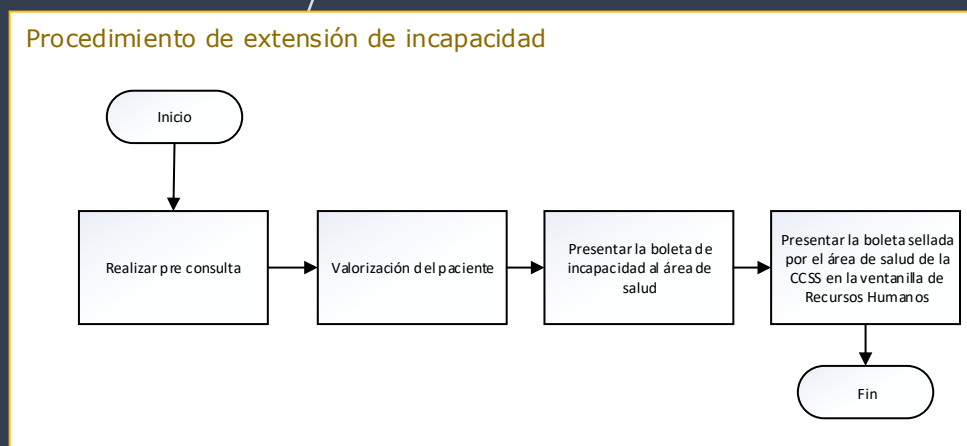 Procedimiento de extensión de incapacidad
Inicio
Realizar pre consulta
Valorización del paciente
Presentar la boleta de
incapacidad al área de
salud
Presentar la boleta sellada
por el área de salud de la
CCSS en la ventanilla de
Recursos Humanos
Fin